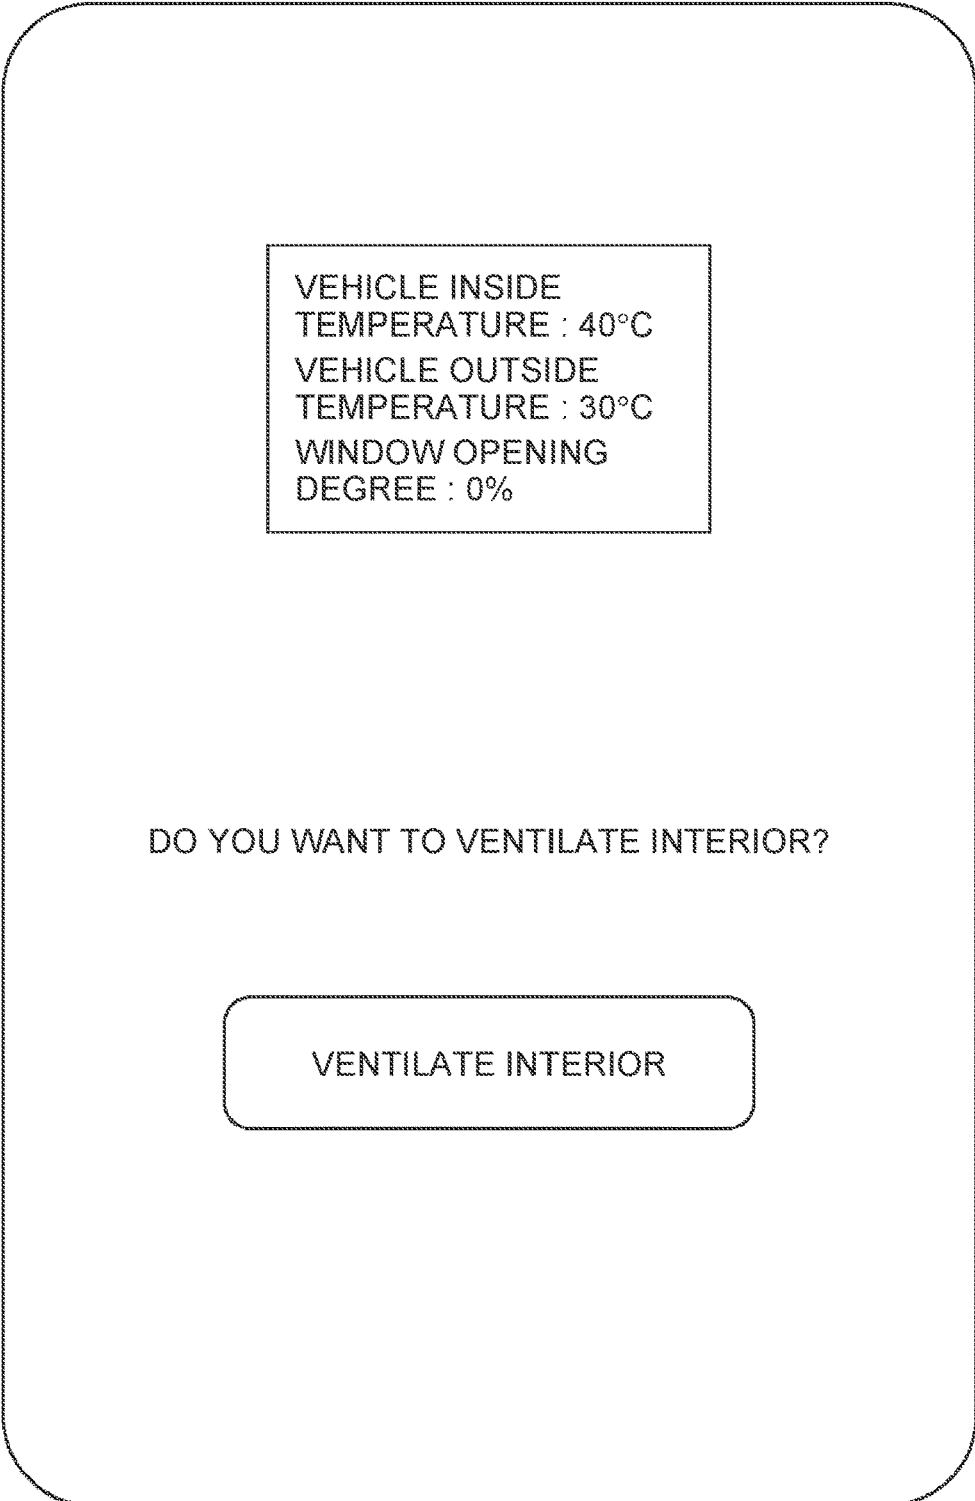 VEHICLE INSIDE
TEMPERATURE : 40°C
VEHICLE OUTSIDE
TEMPERATURE : 30°C
WINDOW OPENING
DEGREE : 0%
DO YOU WANT TO VENTILATE INTERIOR?
VENTILATE INTERIOR